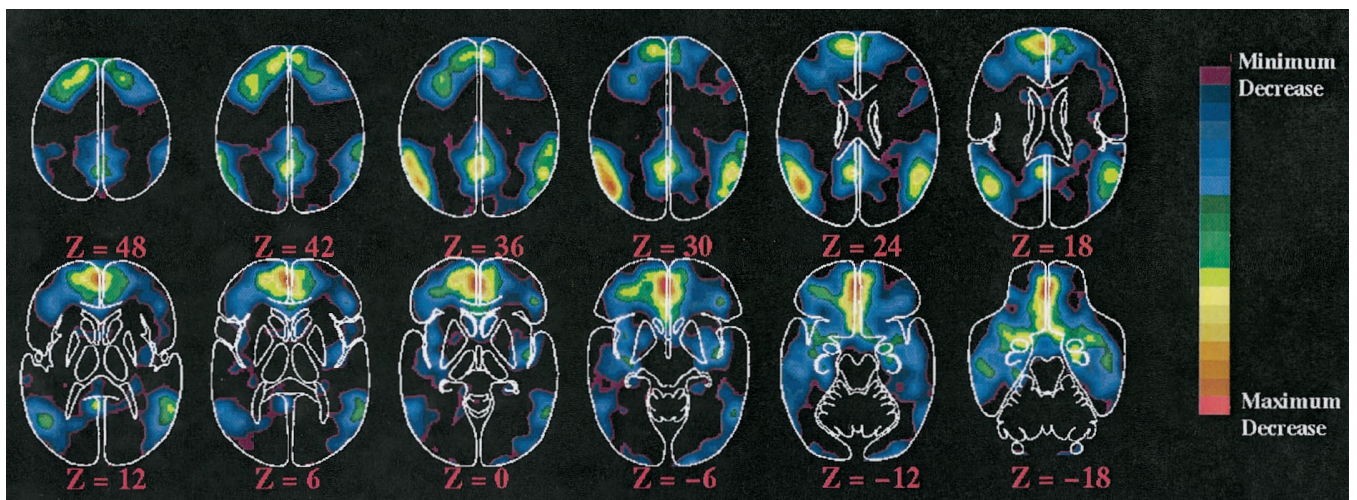 Minimum
Decrease
Z = 48
Z = 42
Z = 36
Z = 30
Z = 24
Z = 18
Maximum
Decrease
Z = 12
Z = 6
Z = 0
Z = -6
Z = -12
Z = -18